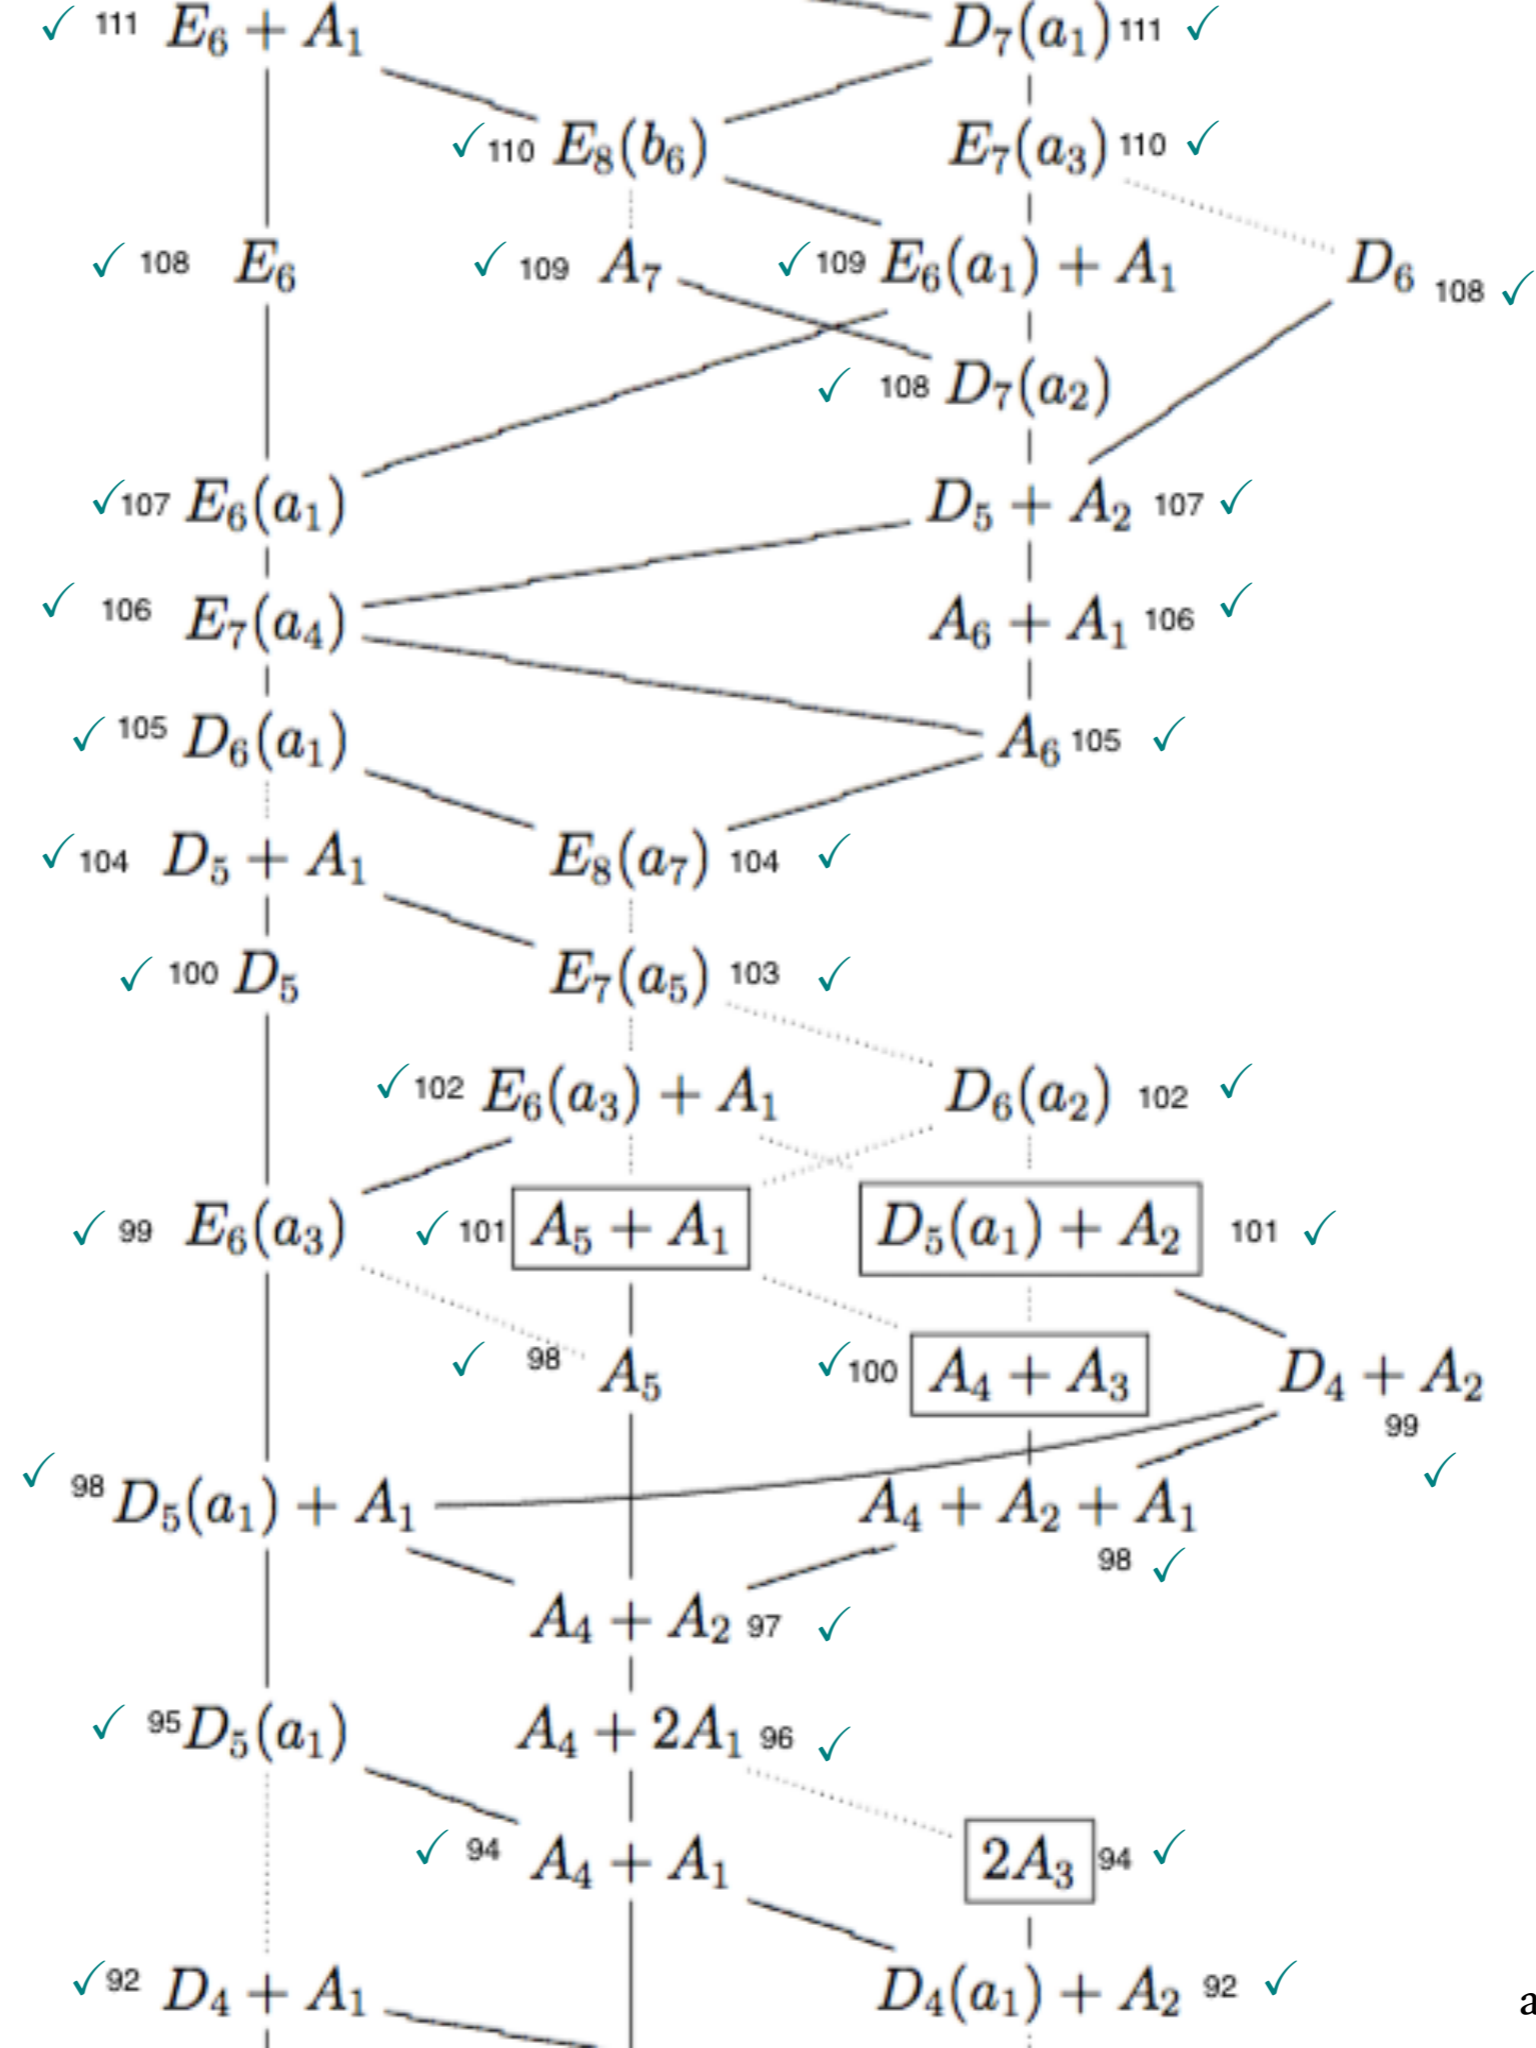 ✓ 111 E₆ + A₁ D₇(a₁) 111 ✓
✓ 110 E₈(b₆) E₇(a₃) 110 ✓
✓ 108 E₆ ✓ 109 A₇ ✓ 109 E₆(a₁) + A₁ D₆ 108 ✓
✓ 108 D₇(a₂)
✓ 107 E₆(a₁) D₅ + A₂ 107 ✓
✓ 106 E₇(a₄) A₆ + A₁ 106 ✓
✓ 105 D₆(a₁) A₆ 105 ✓
✓ 104 D₅ + A₁ E₈(a₇) 104 ✓
✓ 100 D₅ E₇(a₅) 103 ✓
✓ 102 E₆(a₃) + A₁ D₆(a₂) 102 ✓
✓ 99 E₆(a₃) ✓ 101 A₅ + A₁ D₅(a₁) + A₂ 101 ✓
✓ 98 A₅ ✓ 100 A₄ + A₃ D₄ + A₂
99 ✓
✓ 98 D₅(a₁) + A₁ A₄ + A₂ + A₁
98 ✓
A₄ + A₂ 97 ✓
✓ 95 D₅(a₁) A₄ + 2A₁ 96 ✓
✓ 94 A₄ + A₁ 2A₃ 94 ✓
✓ 92 D₄ + A₁ D₄(a₁) + A₂ 92 ✓
a